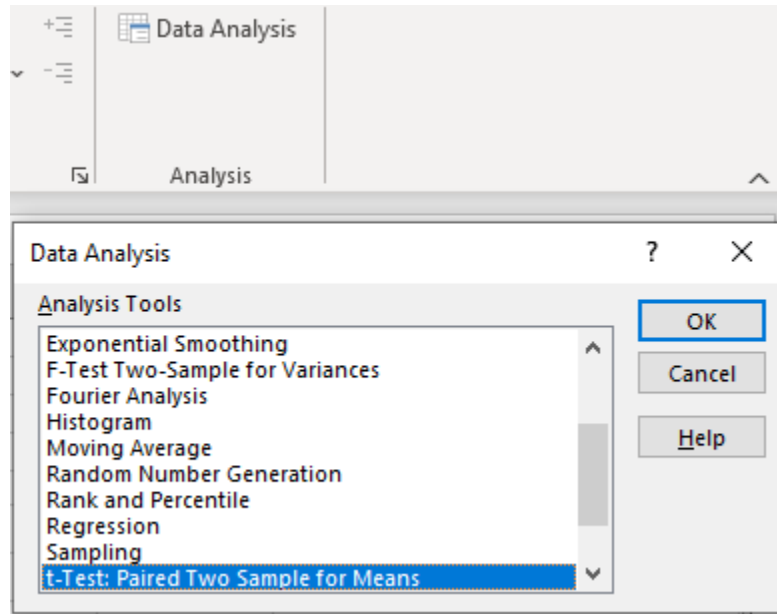 Data Analysis
Analysis
Data Analysis
?
Analysis Tools
Exponential Smoothing
F-Test Two-Sample for Variances
Fourier Analysis
Histogram
Moving Average
Random Number Generation
Rank and Percentile
Regression
Sampling
t-Test: Paired Two Sample for Means
OK
Cancel
Help